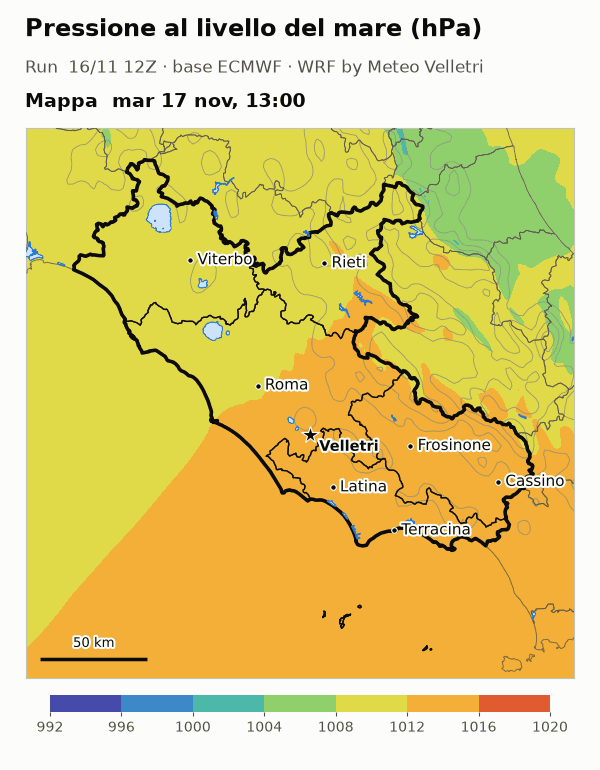 Pressione al livello del mare (hPa)
Run  16/11 12Z · base ECMWF · WRF by Meteo Velletri
Mappa  mar 17 nov, 13:00
Viterbo
Rieti
Roma
Velletri
Frosinone
Cassino
Latina
Terracina
50 km
992 996 1000 1004 1008 1012 1016 1020